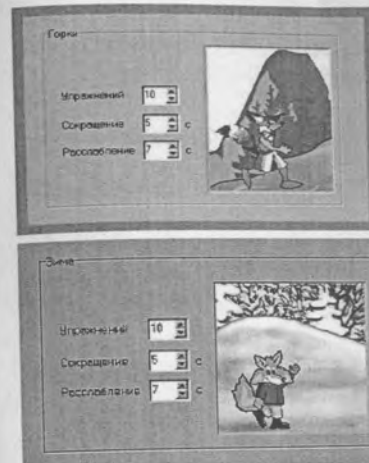 Горки
Упражнений 10
Сокращение 5 с
Расслабление 7 с
Зима
Упражнений 10
Сокращение 5 с
Расслабление 7 с